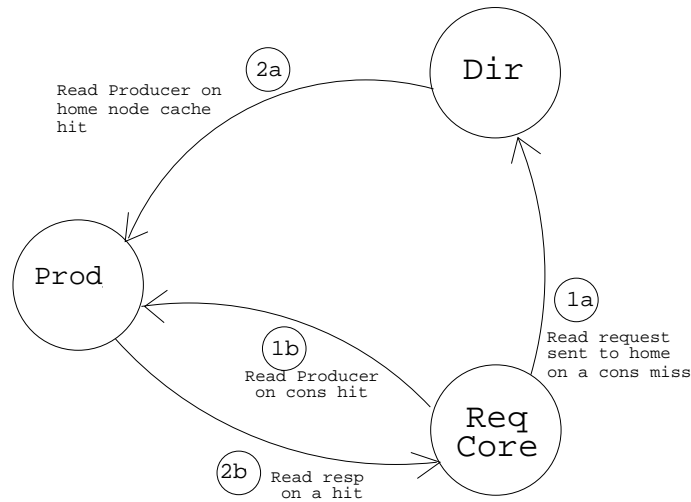 2a
Dir
Read Producer on
home node cache
hit
Prod
1a
Read request
sent to home
on a cons miss
1b
Read Producer
on cons hit
Req
Core
2b
Read resp
on a hit